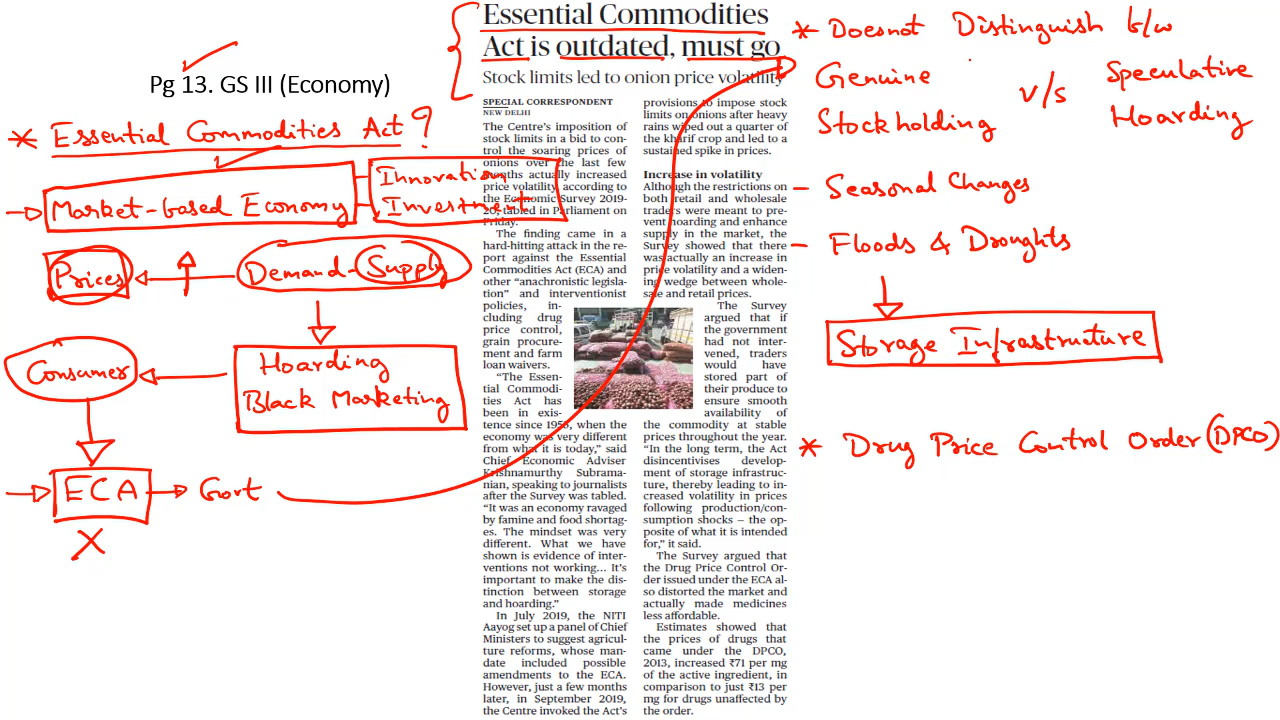 Pg 13. GS III (Economy)
* Essential Commodities Act ?
Market-based Economy
Innovation
Investment
Prices
Demand-Supply
Consumer
Hoarding
Black Marketing
ECA
Govt
X
Essential Commodities
Act is outdated, must go
Stock limits led to onion price volatility
SPECIAL CORRESPONDENT
NEW DELHI
The Centre's imposition of
stock limits in a bid to con-
trol the soaring prices of
onions over the last few
months actually increased
price volatility, according to
the Economic Survey 2019-
20, tabled in Parliament on
Friday.
The finding came in a
hard-hitting attack in the re-
port against the Essential
Commodities Act (ECA) and
other "anachronistic legisla-
tion" and interventionist
policies, in-
cluding drug
price control,
grain procure-
ment and farm
loan waivers.
"The Essen-
tial Commodi-
ties Act has
been in exis-
tence since 1955, when the
economy was very different
from what it is today," said
Chief Economic Adviser
Krishnamurthy Subrama-
nian, speaking to journalists
after the Survey was tabled.
"It was an economy ravaged
by famine and food shortag-
es. The mindset was very
different. What we have
shown is evidence of inter-
ventions not working... It's
important to make the dis-
tinction between storage
and hoarding."
In July 2019, the NITI
Aayog set up a panel of Chief
Ministers to suggest agricul-
ture reforms, whose man-
date included possible
amendments to the ECA.
However, just a few months
later, in September 2019,
the Centre invoked the Act's
provisions to impose stock
limits on onions after heavy
rains wiped out a quarter of
the kharif crop and led to a
sustained spike in prices.
Increase in volatility
Although the restrictions on
both retail and wholesale
traders were meant to pre-
vent hoarding and enhance
supply in the market, the
Survey showed that there
was actually an increase in
price volatility and a widen-
ing wedge between whole-
sale and retail prices.
The Survey
argued that if
the government
had not inter-
vened, traders
would have
stored part of
their produce to
ensure smooth
availability of
the commodity at stable
prices throughout the year.
"In the long term, the Act
disincentivises develop-
ment of storage infrastruc-
ture, thereby leading to in-
creased volatility in prices
following production/con-
sumption shocks – the op-
posite of what it is intended
for," it said.
The Survey argued that
the Drug Price Control Or-
der issued under the ECA al-
so distorted the market and
actually made medicines
less affordable.
Estimates showed that
the prices of drugs that
came under the DPCO,
2013, increased ₹71 per mg
of the active ingredient, in
comparison to just ₹13 per
mg for drugs unaffected by
the order.
* Doesnot Distinguish b/w
Genuine Stockholding v/s Speculative Hoarding
- Seasonal Changes
- Floods & Droughts
Storage Infrastructure
* Drug Price Control Order (DPCO)